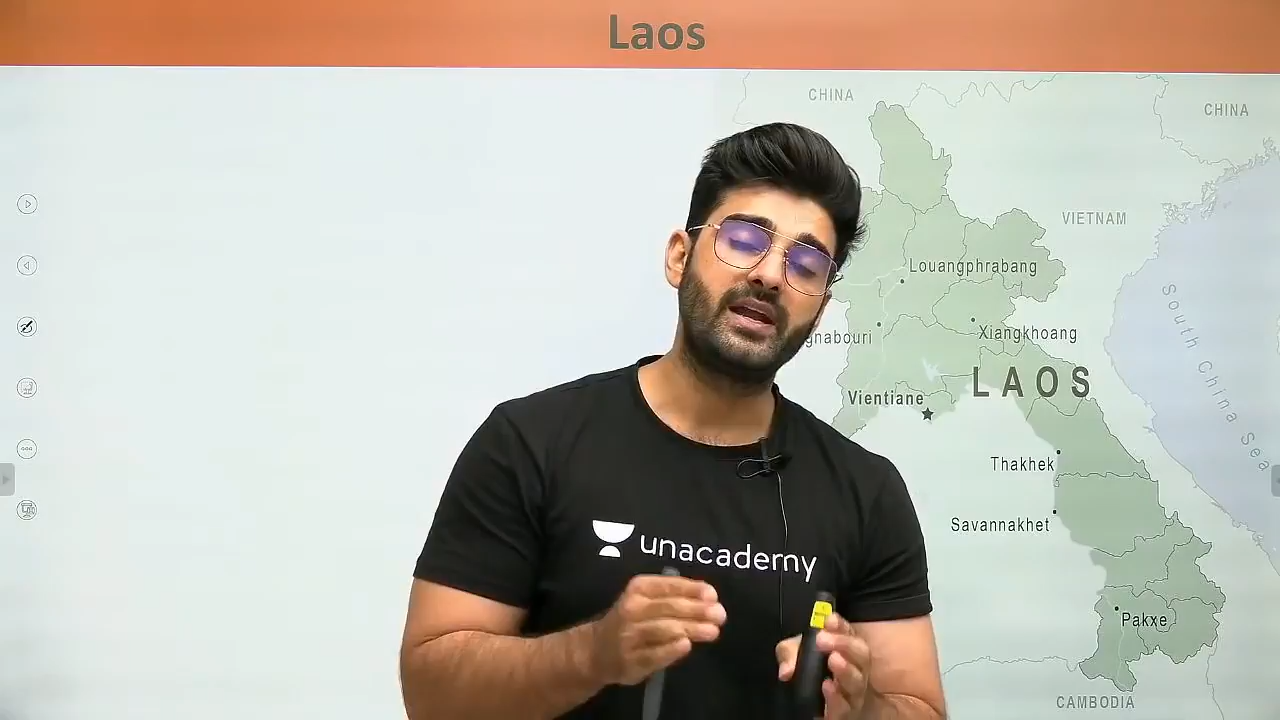 Laos
CHINA
CHINA
VIETNAM
Louangphrabang
gnabouri
Xiangkhoang
South China Sea
LAOS
Vientiane
Thakhek
Savannakhet
unacademy
Pakxe
CAMBODIA